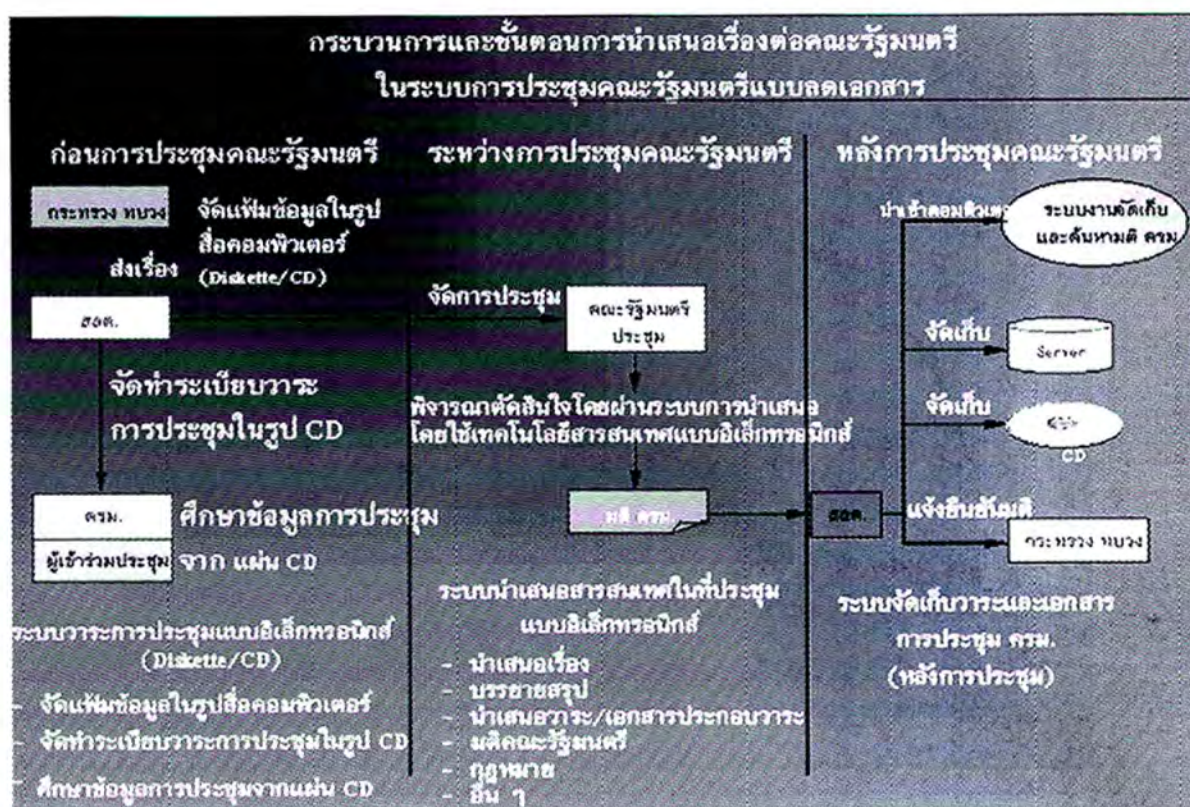 กระบวนการและขั้นตอนการนำเสนอเรื่องต่อคณะรัฐมนตรี
ในระบบการประชุมคณะรัฐมนตรีแบบลดเอกสาร
ก่อนการประชุมคณะรัฐมนตรี
กระทรวง ทบวง
จัดแฟ้มข้อมูลในรูป
สื่อคอมพิวเตอร์
(Diskette/CD)
ส่งเรื่อง
สลค.
จัดทำระเบียบวาระ
การประชุมในรูป CD
ครม.
ผู้เข้าร่วมประชุม
ศึกษาข้อมูลการประชุม
จาก แผ่น CD
ระบบวาระการประชุมแบบอิเล็กทรอนิกส์
(Diskette/CD)
- จัดแฟ้มข้อมูลในรูปสื่อคอมพิวเตอร์
- จัดทำระเบียบวาระการประชุมในรูป CD
- ศึกษาข้อมูลการประชุมจากแผ่น CD
ระหว่างการประชุมคณะรัฐมนตรี
จัดการประชุม
คณะรัฐมนตรี
ประชุม
พิจารณาตัดสินใจโดยผ่านระบบการนำเสนอ
โดยใช้เทคโนโลยีสารสนเทศแบบอิเล็กทรอนิกส์
มติ ครม.
ระบบนำเสนอสารสนเทศในที่ประชุม
แบบอิเล็กทรอนิกส์
- นำเสนอเรื่อง
- บรรยายสรุป
- นำเสนอวาระ/เอกสารประกอบวาระ
- มติคณะรัฐมนตรี
- กฎหมาย
- อื่น ๆ
หลังการประชุมคณะรัฐมนตรี
นำเข้าคอมพิวเตอ
ระบบงานจัดเก็บ
และค้นหามติ ครม.
จัดเก็บ
Server
จัดเก็บ
CD
สลค.
แจ้งยืนยันมติ
กระทรวง ทบวง
ระบบจัดเก็บวาระและเอกสาร
การประชุม ครม.
(หลังการประชุม)